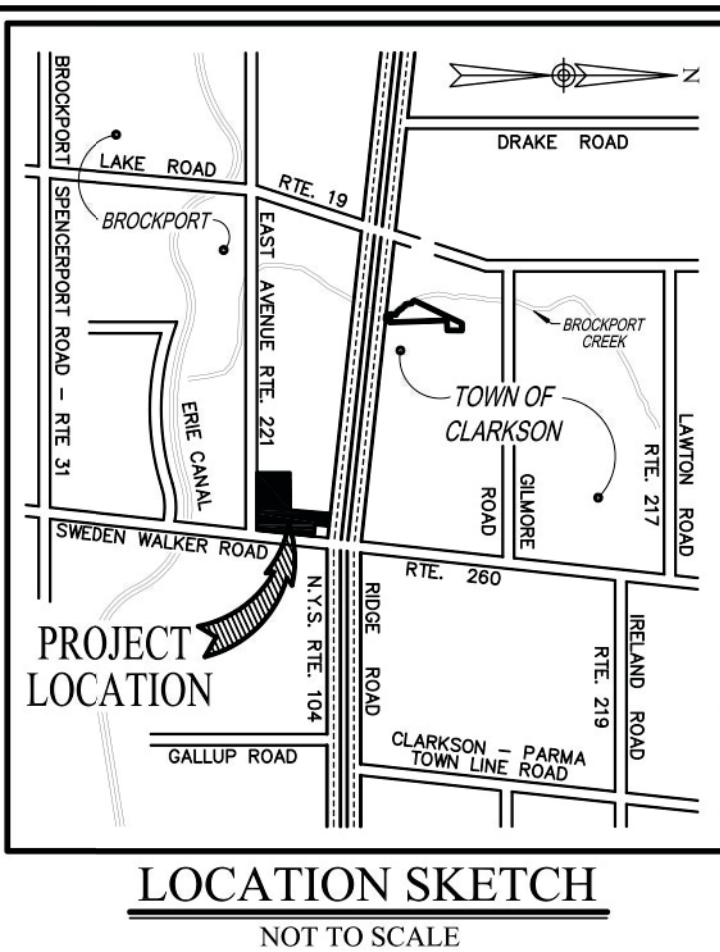 N
DRAKE ROAD
BROCKPORT SPENCERPORT ROAD – RTE 31
LAKE ROAD
RTE. 19
BROCKPORT
EAST AVENUE RTE. 221
BROCKPORT
CREEK
TOWN OF
CLARKSON
ERIE CANAL
GILMORE
ROAD
RTE. 217
LAWTON ROAD
SWEDEN WALKER ROAD
RTE. 260
PROJECT
LOCATION
N.Y.S. RTE. 104
RIDGE ROAD
RTE. 219
IRELAND ROAD
GALLUP ROAD
CLARKSON – PARMA
TOWN LINE ROAD
LOCATION SKETCH
NOT TO SCALE